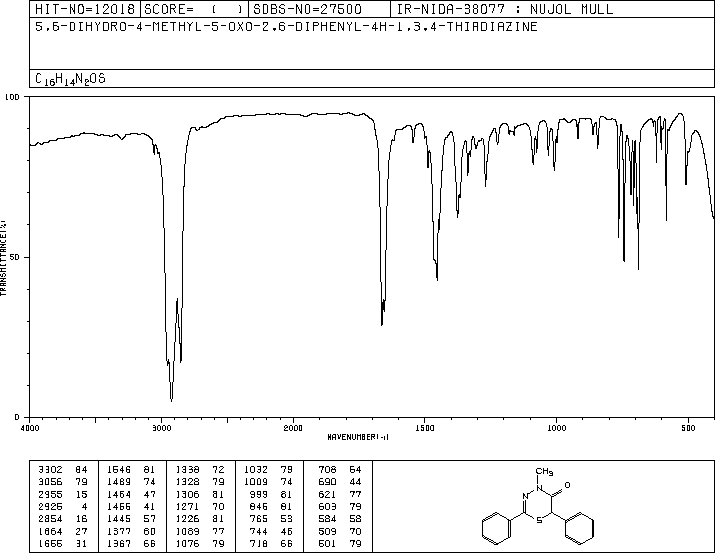 HIT-NO=12018 SCORE= ( ) SDBS-NO=27500 IR-NIDA-38077 : NUJOL MULL
5,6-DIHYDRO-4-METHYL-5-OXO-2,6-DIPHENYL-4H-1,3,4-THIADIAZINE
C16H14N2OS
100
50
0
TRANSMITTANCE(%)
4000 3000 2000 1500 1000 500
WAVENUMBER(-1)
3302 84 1546 81 1338 72 1032 79 708 64
3056 79 1489 74 1328 79 1009 74 690 44
2955 15 1464 47 1306 81 999 81 621 77
2925 4 1455 41 1271 70 846 81 603 79
2854 16 1445 57 1226 81 765 53 584 58
1664 27 1377 60 1089 77 744 46 509 70
1655 31 1367 66 1076 79 718 66 501 79
CH3
N
N
O
S